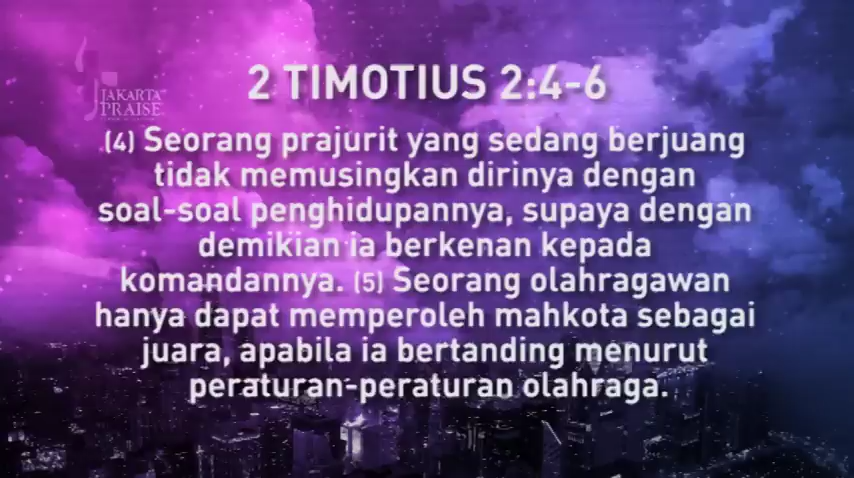 JAKARTA
PRAISE
2 TIMOTIUS 2:4-6
(4) Seorang prajurit yang sedang berjuang
tidak memusingkan dirinya dengan
soal-soal penghidupannya, supaya dengan
demikian ia berkenan kepada
komandannya. (5) Seorang olahragawan
hanya dapat memperoleh mahkota sebagai
juara, apabila ia bertanding menurut
peraturan-peraturan olahraga.